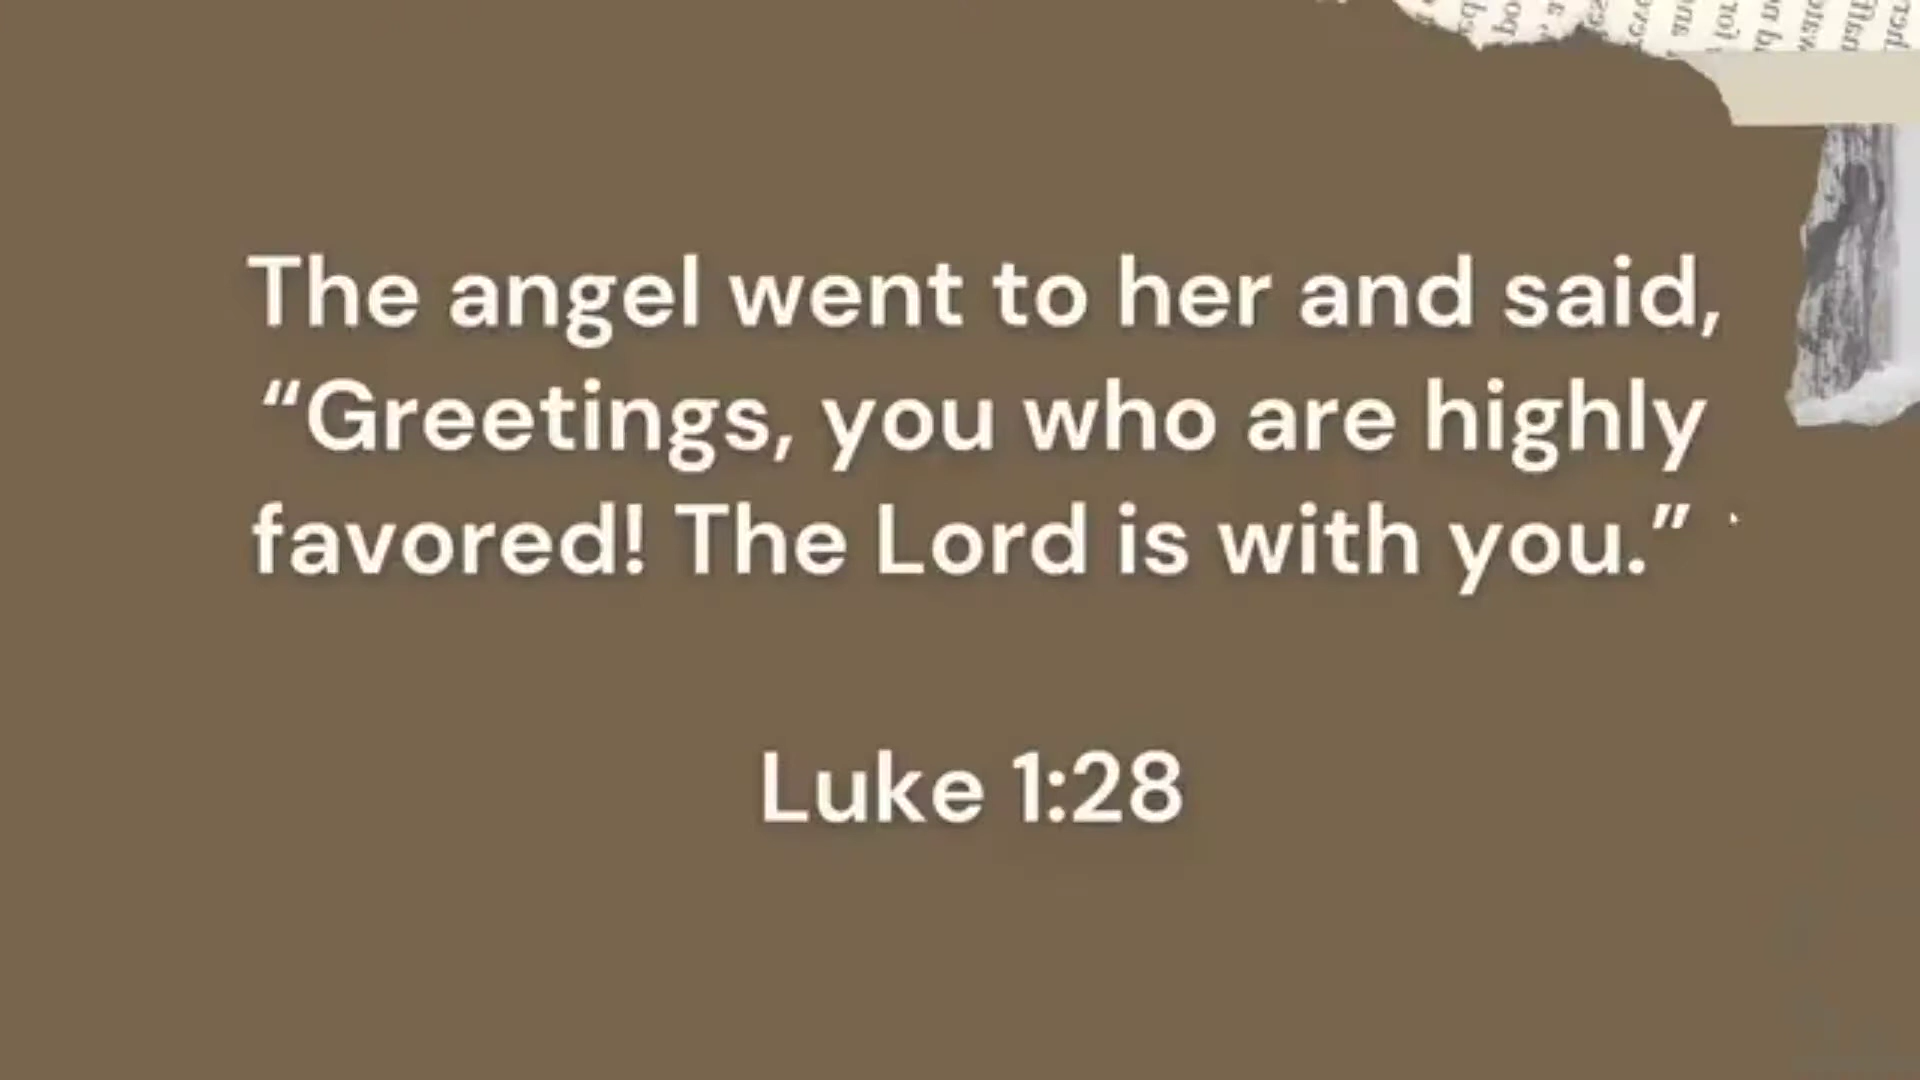 The angel went to her and said,
“Greetings, you who are highly
favored! The Lord is with you.”
Luke 1:28